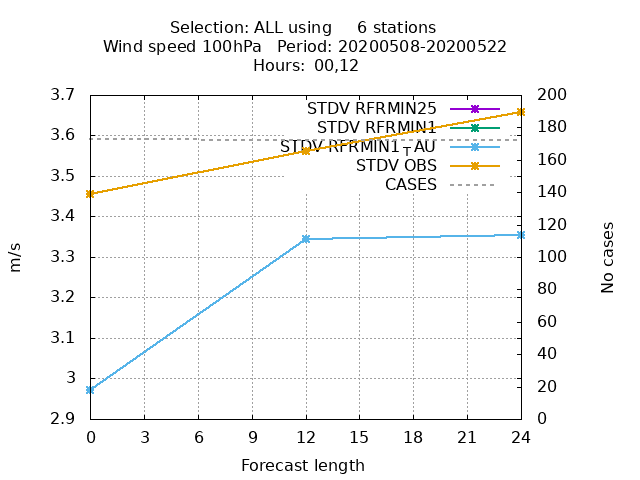 Selection: ALL using     6 stations
Wind speed 100hPa   Period: 20200508-20200522
Hours:  00,12
3.7
3.6
3.5
3.4
3.3
3.2
3.1
3
2.9
m/s
STDV RFRMIN25
STDV RFRMIN1
STDV RFRMIN1┬AU
STDV OBS
CASES
200
180
160
140
120
100
80
60
40
20
0
No cases
0 3 6 9 12 15 18 21 24
Forecast length